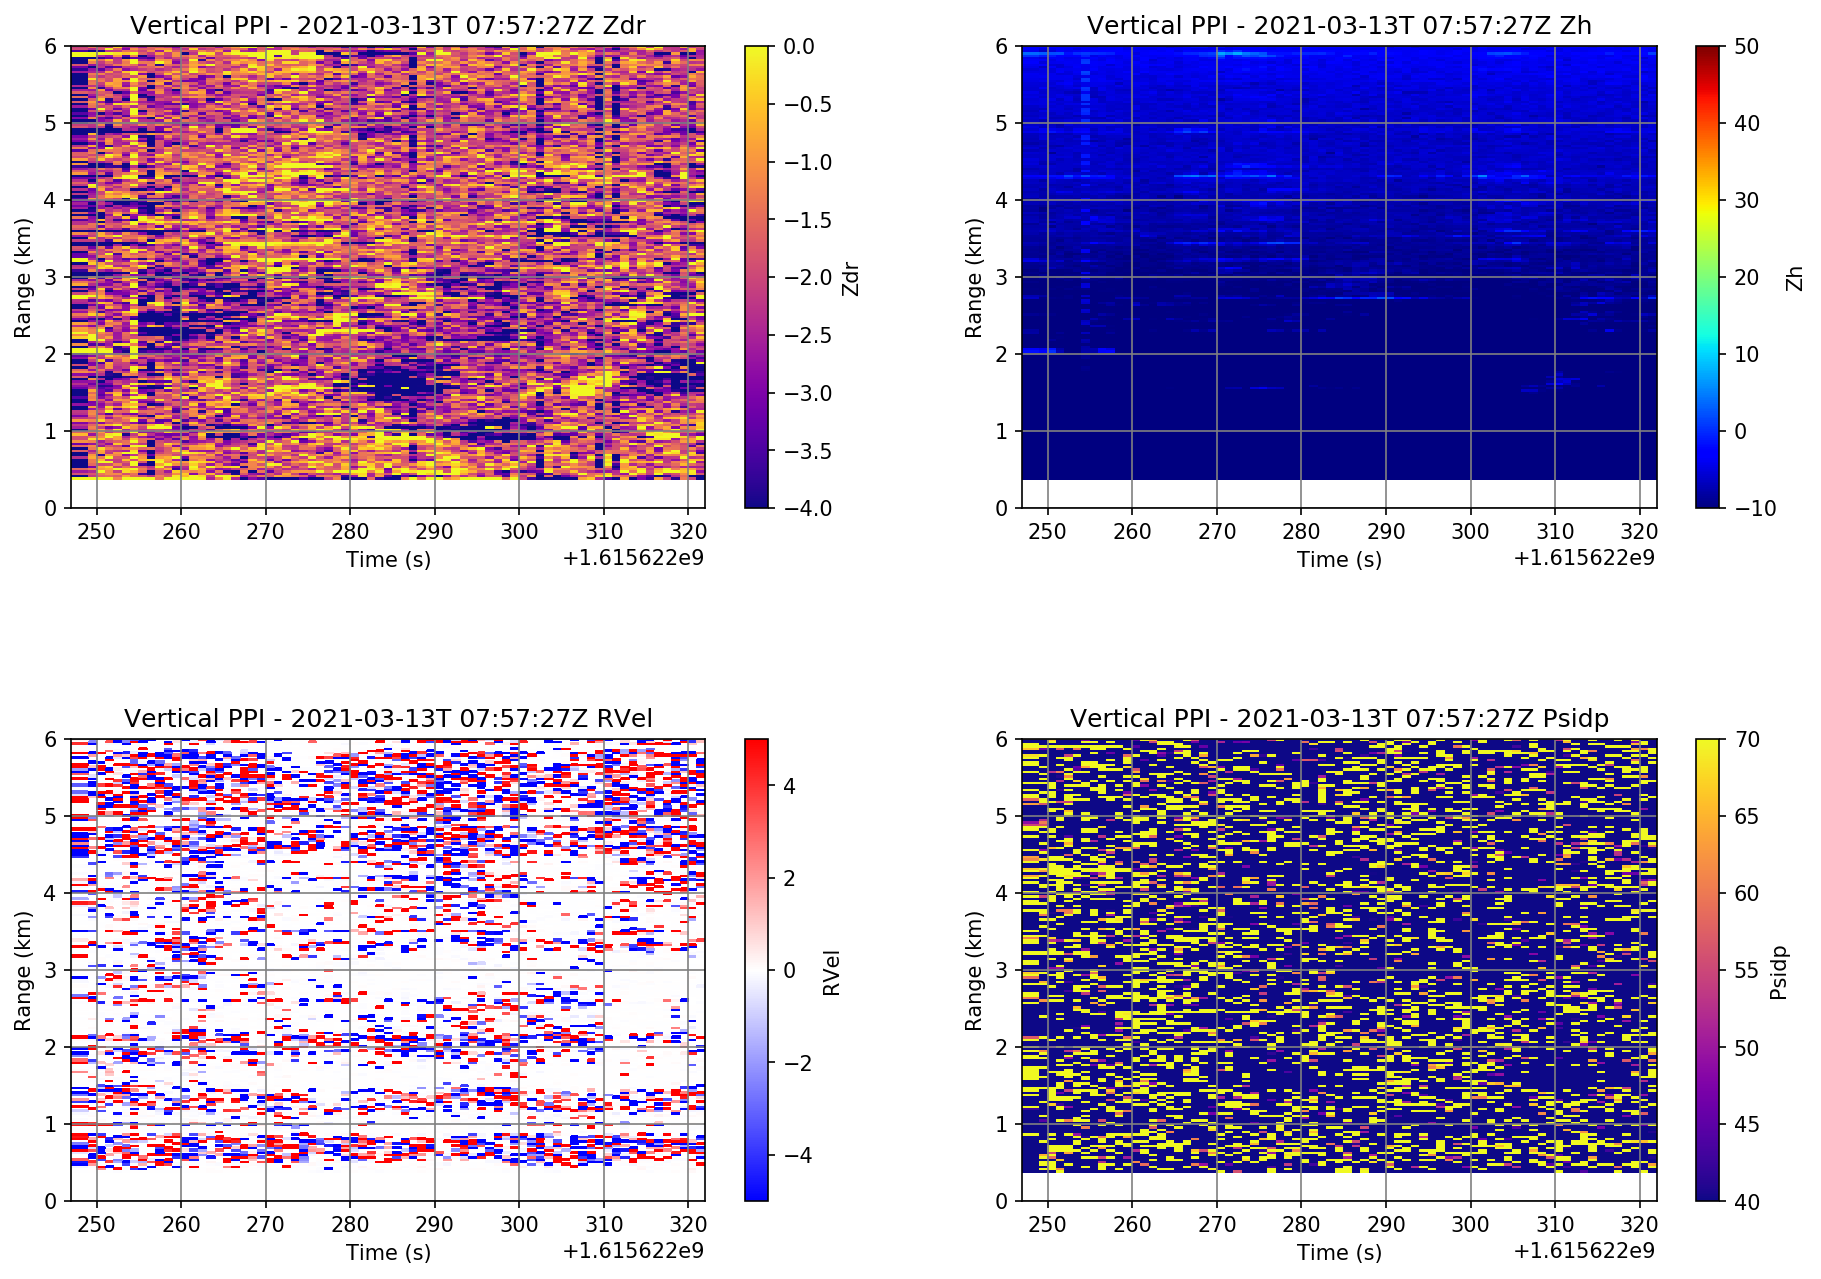 Vertical PPI - 2021-03-13T 07:57:27Z Zdr
6
5
4
3
2
1
0
Range (km)
250 260 270 280 290 300 310 320
Time (s)
+1.615622e9
0.0
−0.5
−1.0
−1.5
−2.0
−2.5
−3.0
−3.5
−4.0
Zdr
Vertical PPI - 2021-03-13T 07:57:27Z Zh
6
5
4
3
2
1
0
Range (km)
250 260 270 280 290 300 310 320
Time (s)
+1.615622e9
50
40
30
20
10
0
−10
Zh
Vertical PPI - 2021-03-13T 07:57:27Z RVel
6
5
4
3
2
1
0
Range (km)
250 260 270 280 290 300 310 320
Time (s)
+1.615622e9
4
2
0
−2
−4
RVel
Vertical PPI - 2021-03-13T 07:57:27Z Psidp
6
5
4
3
2
1
0
Range (km)
250 260 270 280 290 300 310 320
Time (s)
+1.615622e9
70
65
60
55
50
45
40
Psidp